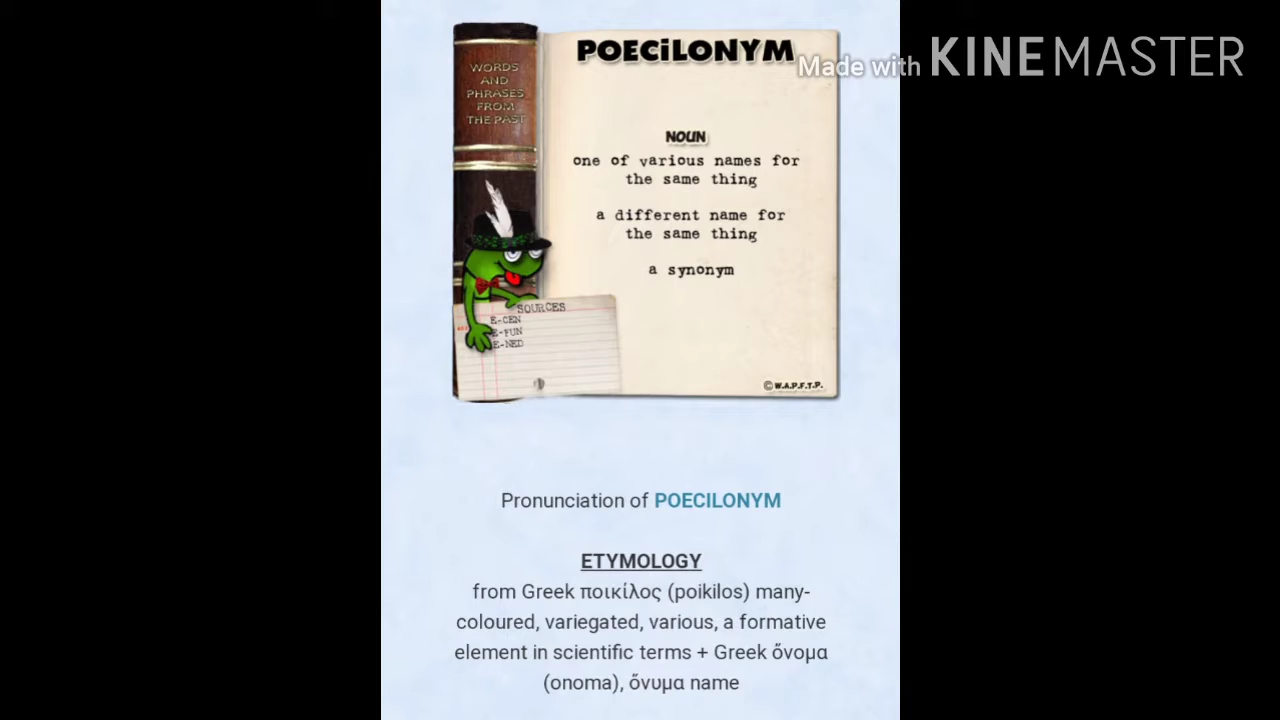 POECiLONYM
Made with KINEMASTER
WORDS
AND
PHRASES
FROM
THE PAST
NOUN
one of various names for
the same thing
a different name for
the same thing
a synonym
SOURCES
E-CEN
E-FUN
E-NED
©W.A.P.F.T.P.
Pronunciation of POECILONYM
ETYMOLOGY
from Greek ποικίλος (poikilos) many-
coloured, variegated, various, a formative
element in scientific terms + Greek ὄνομα
(onoma), ὄνυμα name